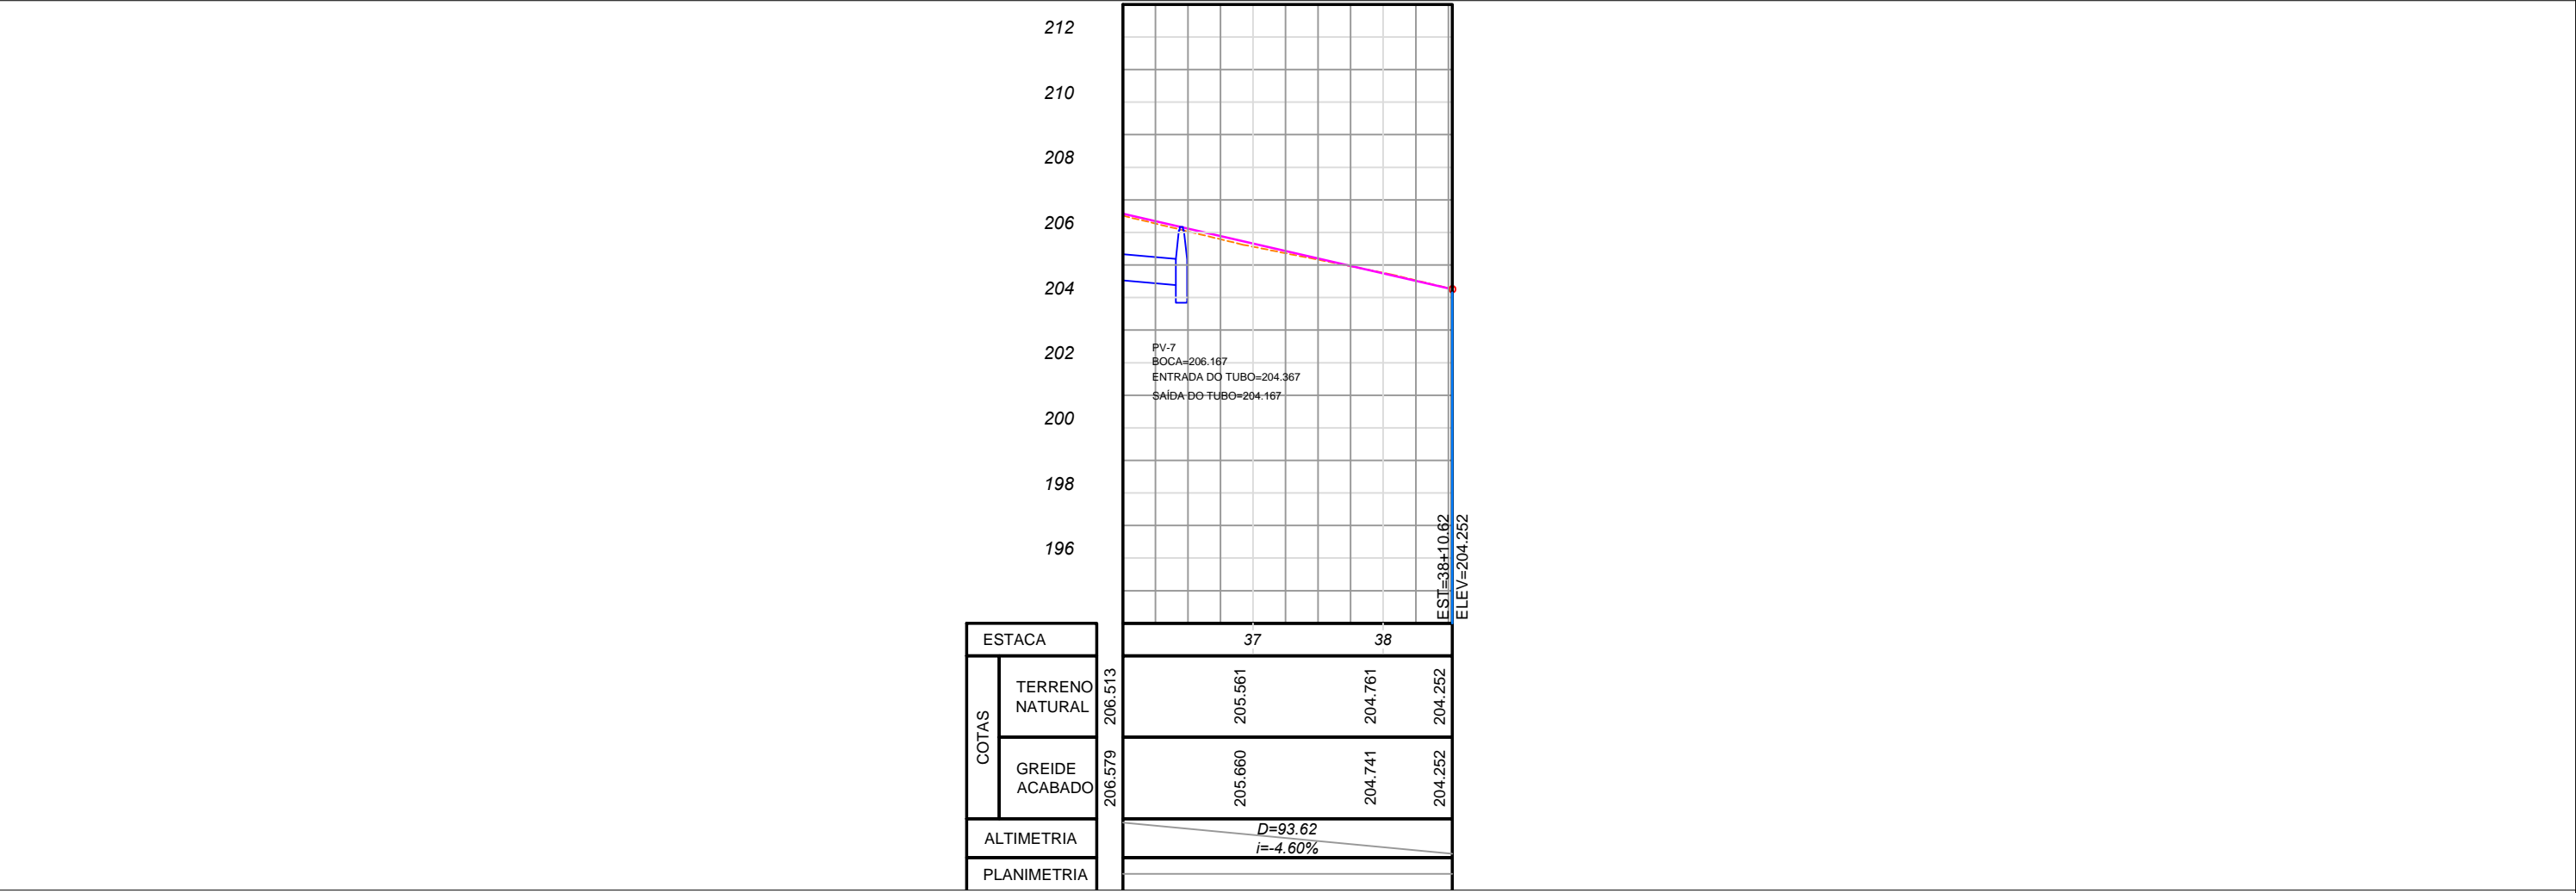 212
210
208
206
204
202
200
198
196
PV-7
BOCA=206.167
ENTRADA DO TUBO=204.367
SAÍDA DO TUBO=204.167
EST=38+10.62
ELEV=204.252
ESTACA
37
38
COTAS
TERRENO
NATURAL
206.513
205.561
204.761
204.252
GREIDE
ACABADO
206.579
205.660
204.741
204.252
ALTIMETRIA
D=93.62
i=-4.60%
PLANIMETRIA